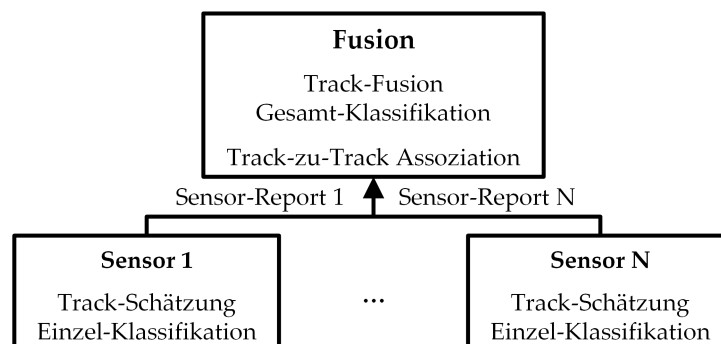 Fusion
Track-Fusion
Gesamt-Klassifikation
Track-zu-Track Assoziation
Sensor-Report 1
Sensor-Report N
Sensor 1
Track-Schätzung
Einzel-Klassifikation
...
Sensor N
Track-Schätzung
Einzel-Klassifikation